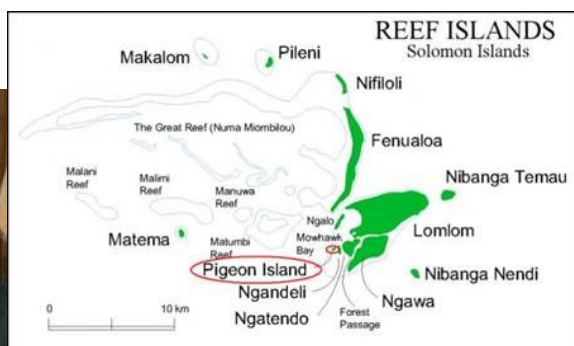 REEF ISLANDS
Solomon Islands
Makalom
Pileni
Nifiloli
The Great Reef (Numa Miombilou)
Fenualoa
Malani
Reef
Malimi
Reef
Manuwa
Reef
Nibanga Temau
Ngalo
Lomlom
Matema
Matumbi
Reef
Mowhawk
Bay
Pigeon Island
Nibanga Nendi
Ngandeli
Ngatendo
Forest
Passage
Ngawa
0
10 km